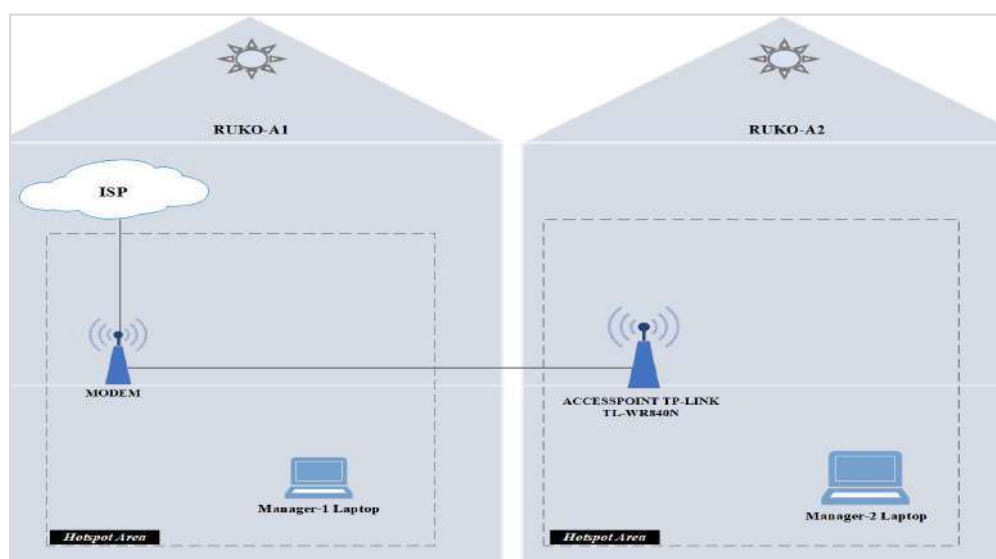 RUKO-A1
RUKO-A2
ISP
MODEM
ACCESSPOINT TP-LINK
TL-WR840N
Manager-1 Laptop
Manager-2 Laptop
Hotspot Area
Hotspot Area